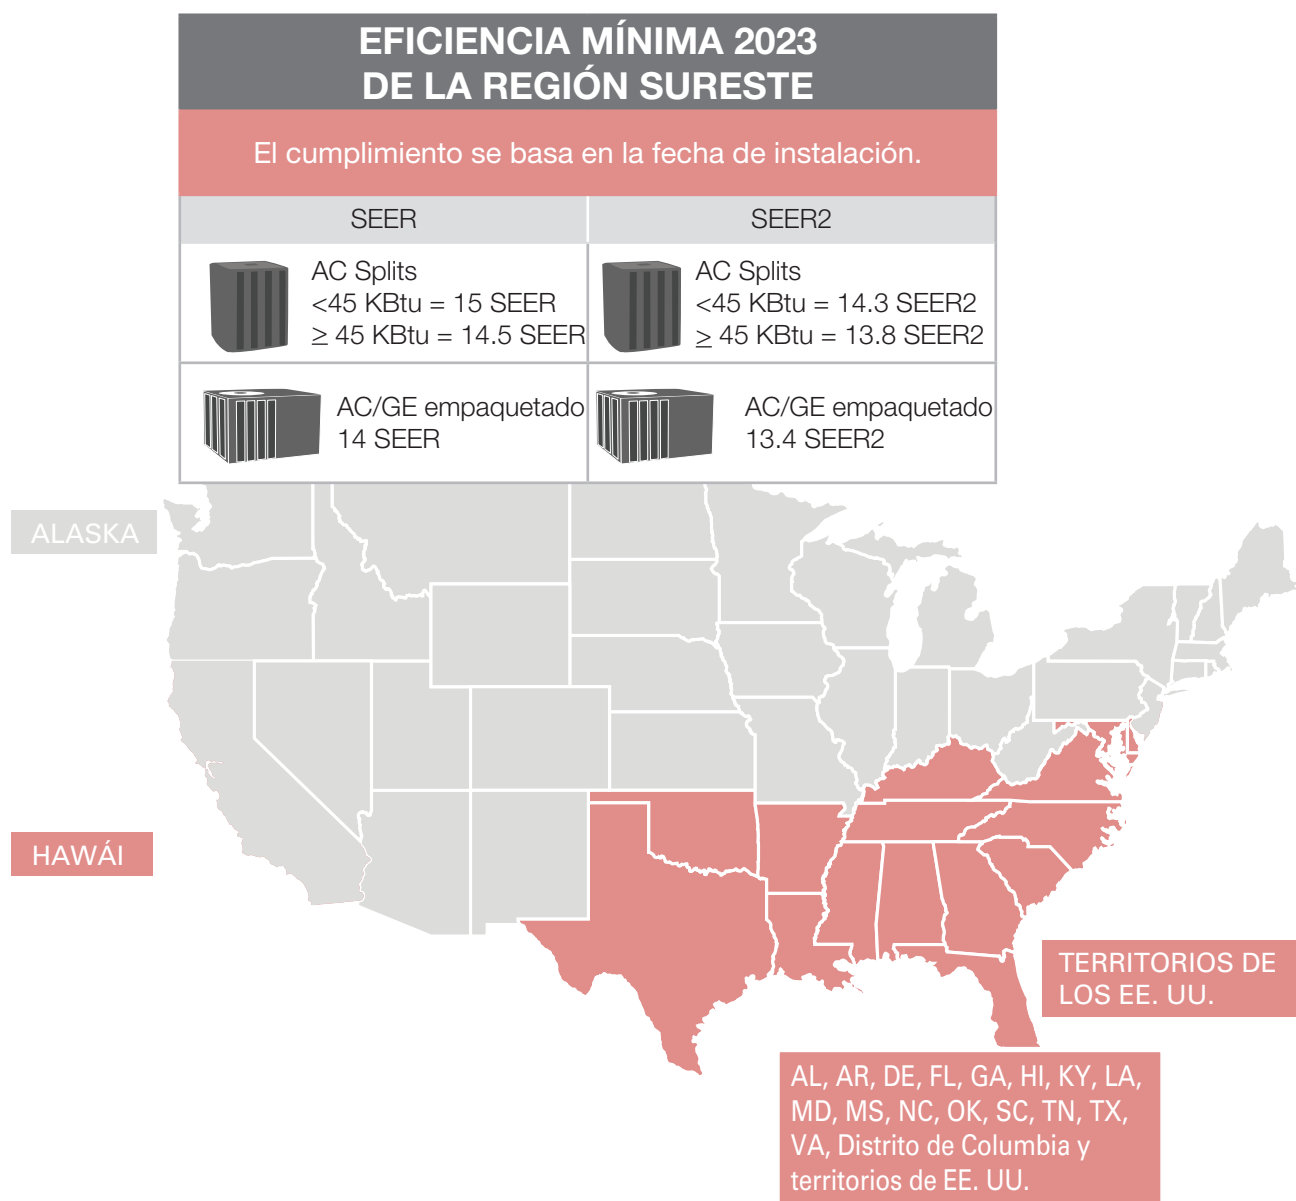 EFICIENCIA MÍNIMA 2023
DE LA REGIÓN SURESTE
El cumplimiento se basa en la fecha de instalación.
SEER
SEER2
AC Splits
<45 KBtu = 15 SEER
≥ 45 KBtu = 14.5 SEER
AC Splits
<45 KBtu = 14.3 SEER2
≥ 45 KBtu = 13.8 SEER2
AC/GE empaquetado
14 SEER
AC/GE empaquetado
13.4 SEER2
ALASKA
HAWÁI
TERRITORIOS DE
LOS EE. UU.
AL, AR, DE, FL, GA, HI, KY, LA,
MD, MS, NC, OK, SC, TN, TX,
VA, Distrito de Columbia y
territorios de EE. UU.